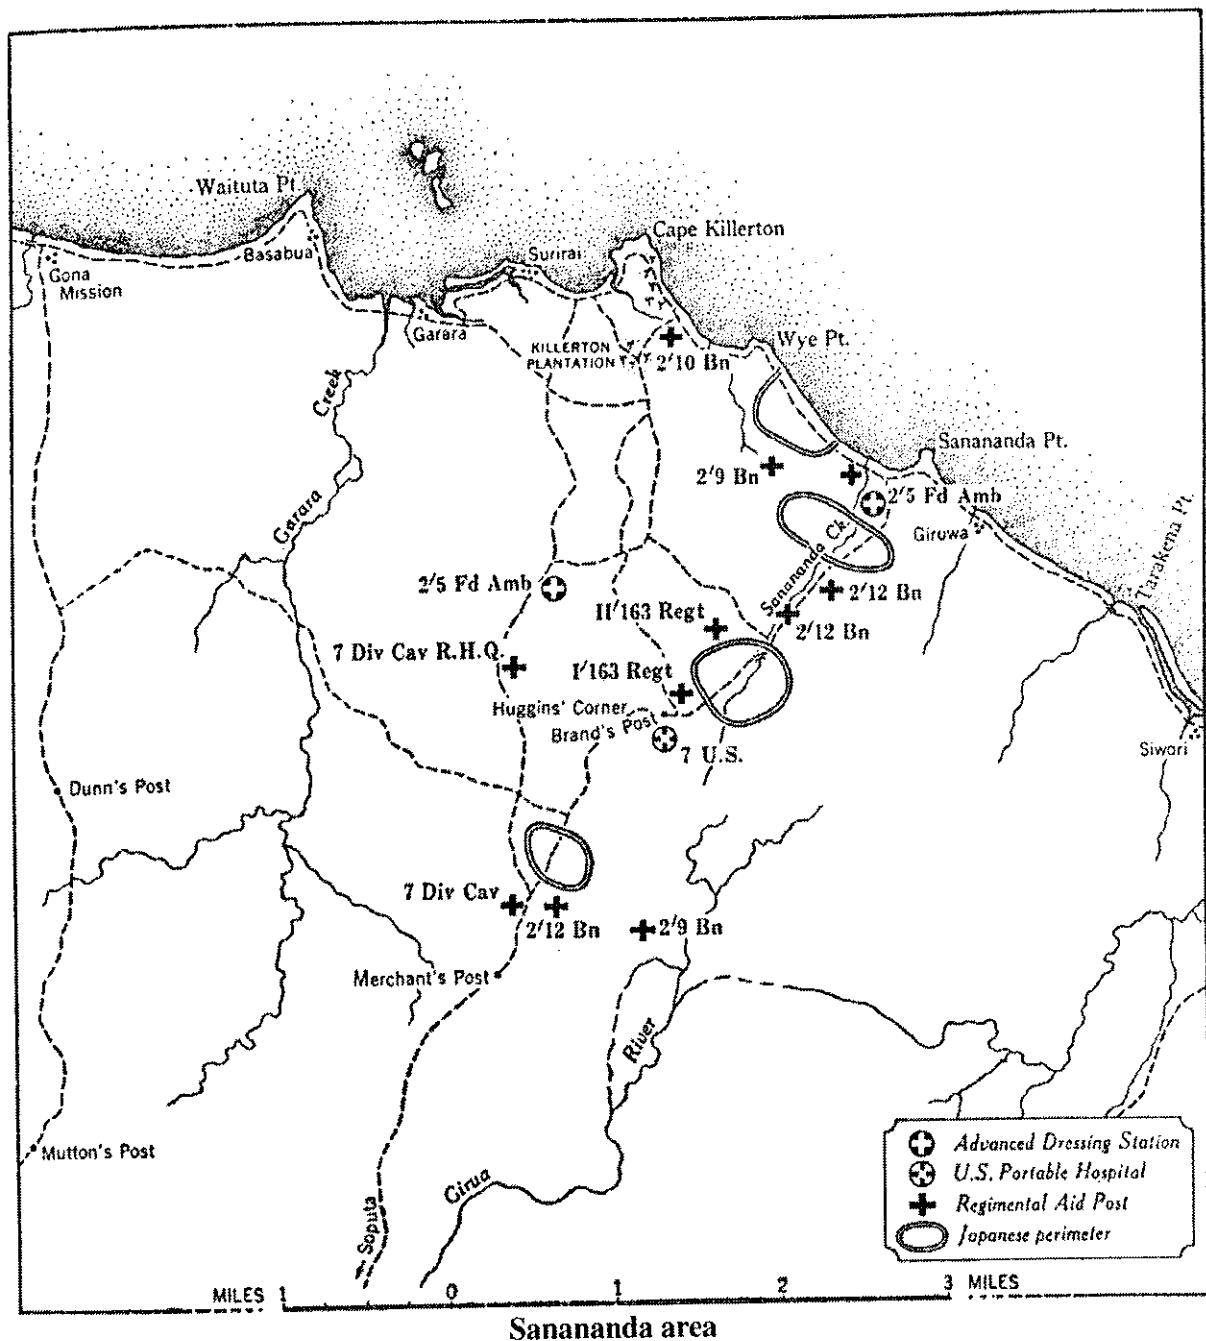 Waituta Pt.
Cape Killerton
Basabua
Surirai
Gona
Mission
Garara
KILLERTON
PLANTATION
2'10 Bn
Wye Pt.
Creek
Garara
2'9 Bn
Sanananda Pt.
2'5 Fd Amb
Giruwa
Tarakena Pt.
Sanananda Ck.
2'5 Fd Amb
2'12 Bn
II'163 Regt
2'12 Bn
7 Div Cav R.H.Q.
I'163 Regt
Huggins' Corner
Brand's Post
7 U.S.
Siwori
Dunn's Post
7 Div Cav
2'12 Bn
2'9 Bn
Merchant's Post
River
Mutton's Post
Girua
Soputa
Advanced Dressing Station
U.S. Portable Hospital
Regimental Aid Post
Japanese perimeter
MILES 1 0 1 2 3 MILES
Sanananda area